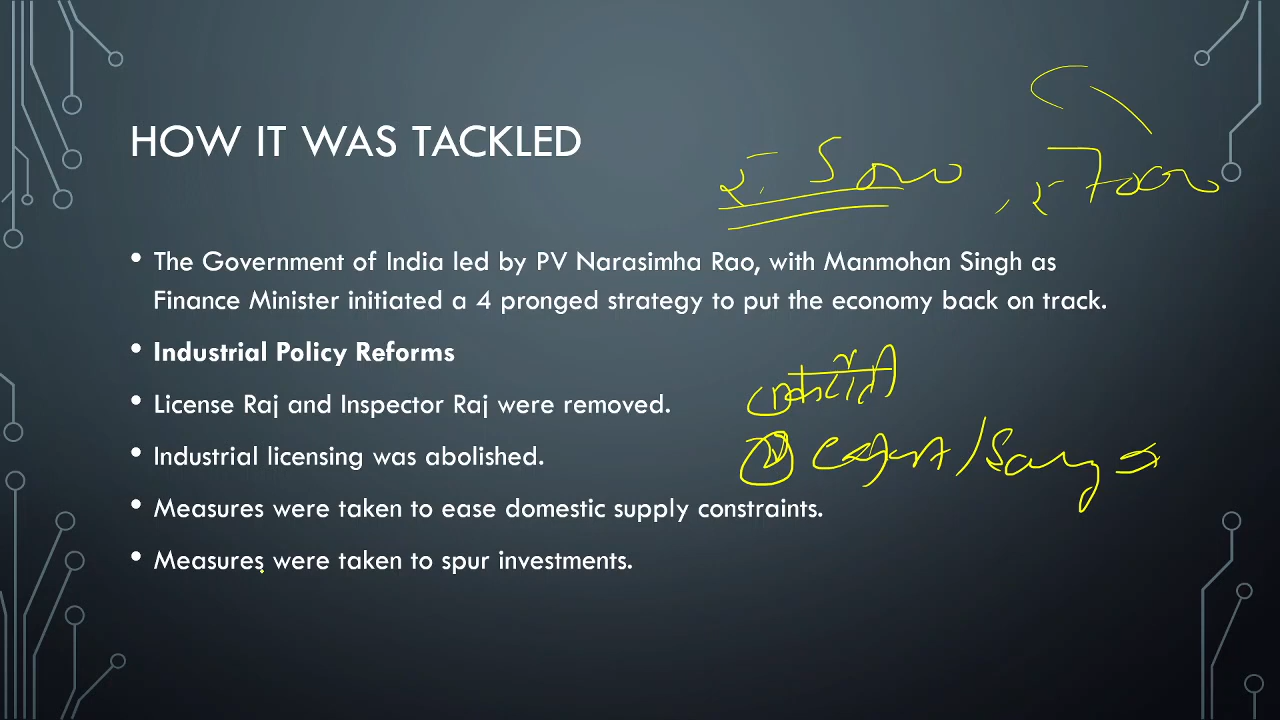 HOW IT WAS TACKLED
5000
7000
• The Government of India led by PV Narasimha Rao, with Manmohan Singh as
Finance Minister initiated a 4 pronged strategy to put the economy back on track.
• Industrial Policy Reforms
• License Raj and Inspector Raj were removed.
• Industrial licensing was abolished.
• Measures were taken to ease domestic supply constraints.
• Measures were taken to spur investments.